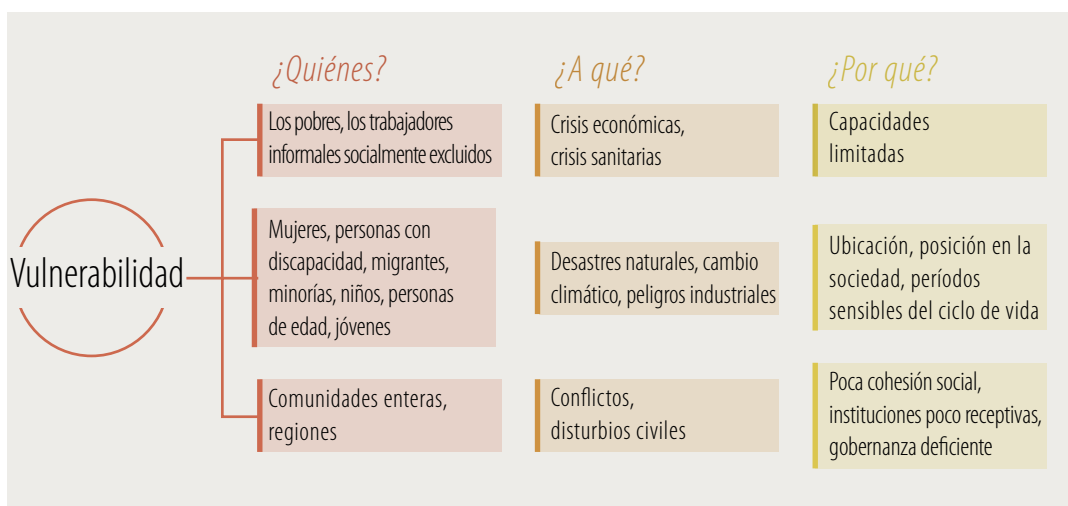 ¿Quiénes?
¿A qué?
¿Por qué?
Vulnerabilidad
Los pobres, los trabajadores
informales socialmente excluidos
Crisis económicas,
crisis sanitarias
Capacidades
limitadas
Mujeres, personas con
discapacidad, migrantes,
minorías, niños, personas
de edad, jóvenes
Desastres naturales, cambio
climático, peligros industriales
Ubicación, posición en la
sociedad, períodos
sensibles del ciclo de vida
Comunidades enteras,
regiones
Conflictos,
disturbios civiles
Poca cohesión social,
instituciones poco receptivas,
gobernanza deficiente